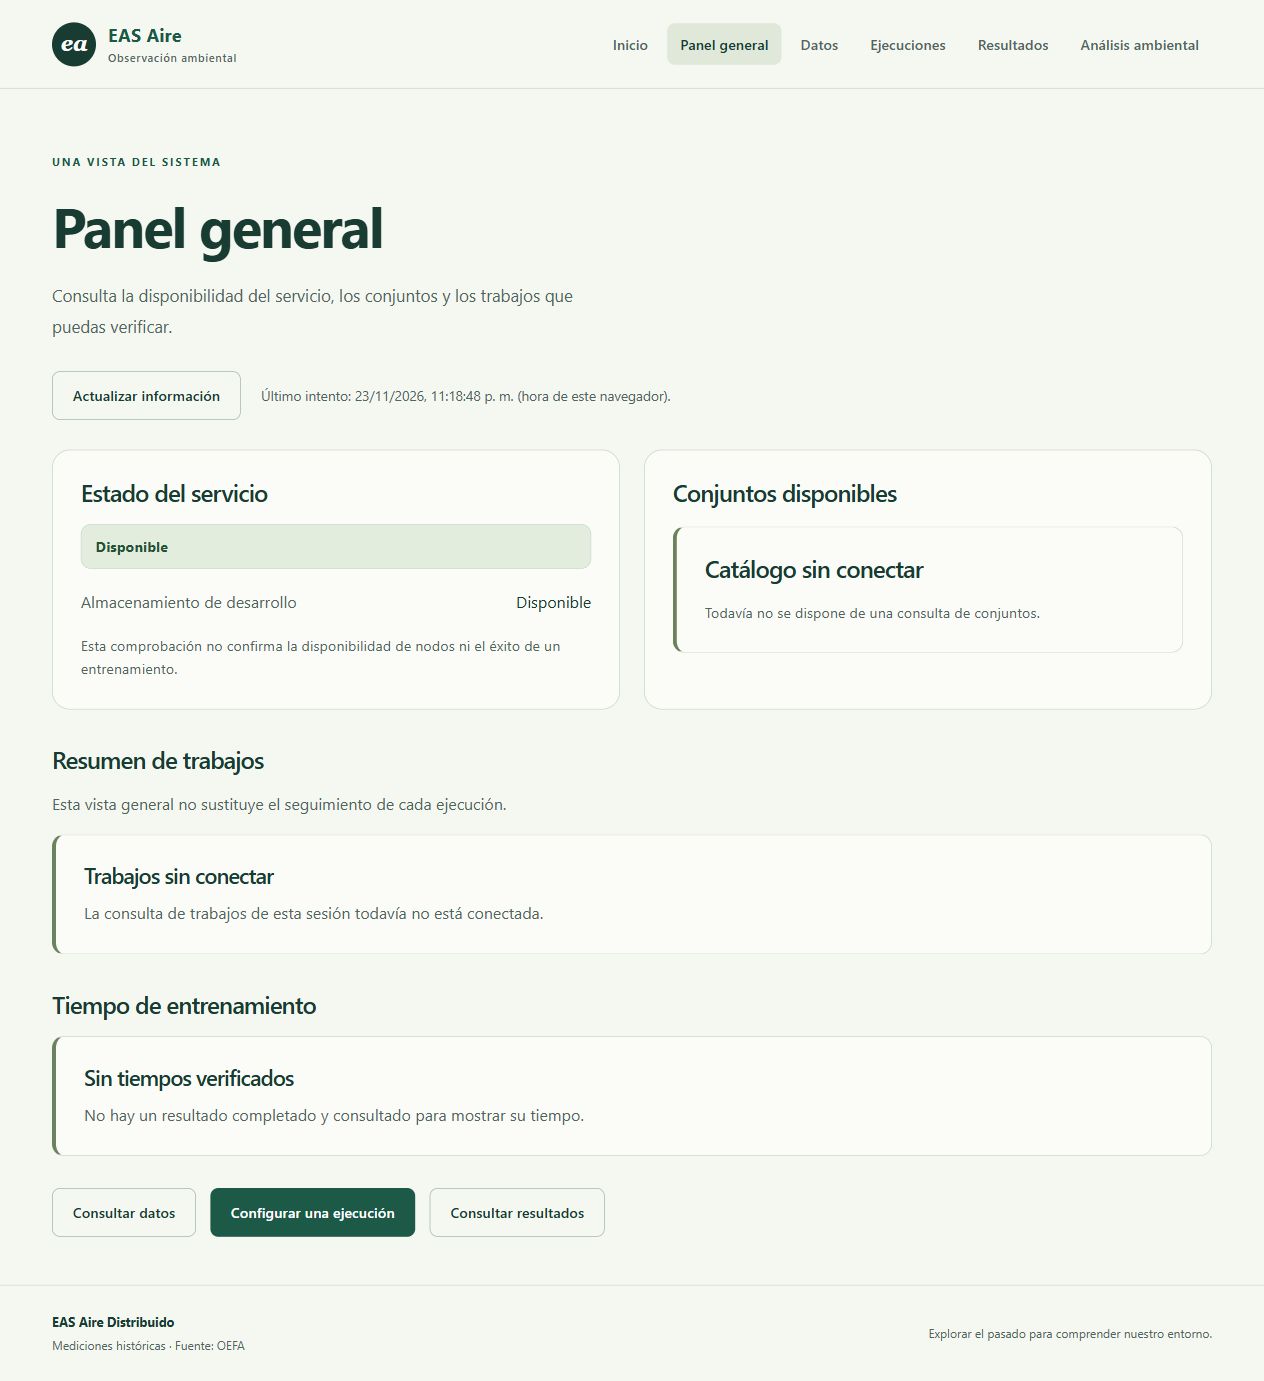 ea
EAS Aire
Observación ambiental
Inicio
Panel general
Datos
Ejecuciones
Resultados
Análisis ambiental
UNA VISTA DEL SISTEMA
Panel general
Consulta la disponibilidad del servicio, los conjuntos y los trabajos que
puedas verificar.
Actualizar información
Último intento: 23/11/2026, 11:18:48 p. m. (hora de este navegador).
Estado del servicio
Disponible
Almacenamiento de desarrollo
Disponible
Esta comprobación no confirma la disponibilidad de nodos ni el éxito de un
entrenamiento.
Conjuntos disponibles
Catálogo sin conectar
Todavía no se dispone de una consulta de conjuntos.
Resumen de trabajos
Esta vista general no sustituye el seguimiento de cada ejecución.
Trabajos sin conectar
La consulta de trabajos de esta sesión todavía no está conectada.
Tiempo de entrenamiento
Sin tiempos verificados
No hay un resultado completado y consultado para mostrar su tiempo.
Consultar datos
Configurar una ejecución
Consultar resultados
EAS Aire Distribuido
Mediciones históricas · Fuente: OEFA
Explorar el pasado para comprender nuestro entorno.